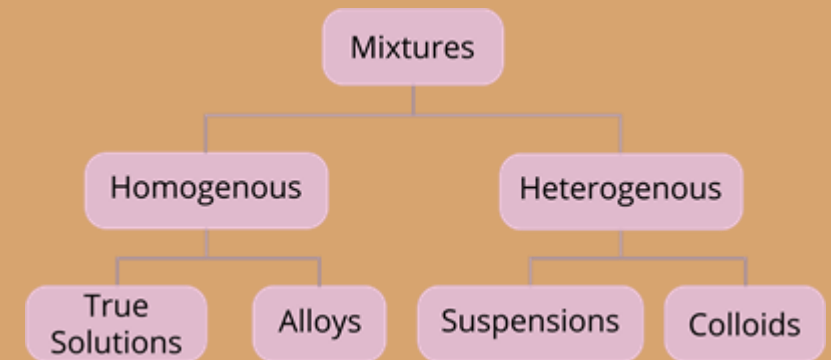 Mixtures
Homogenous
Heterogenous
True
Solutions
Alloys
Suspensions
Colloids